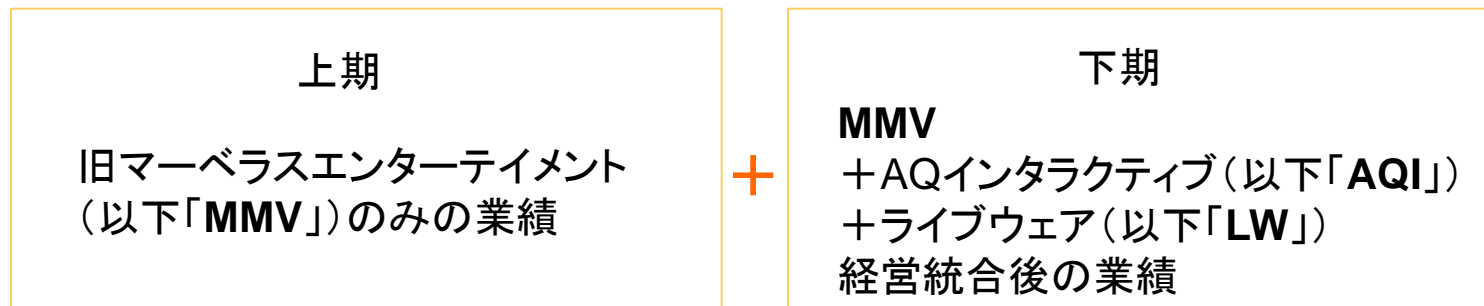 上期
旧マーベラスエンターテイメント
（以下「MMV」）のみの業績
＋
下期
MMV
＋AQインタラクティブ（以下「AQI」）
＋ライブウェア（以下「LW」）
経営統合後の業績